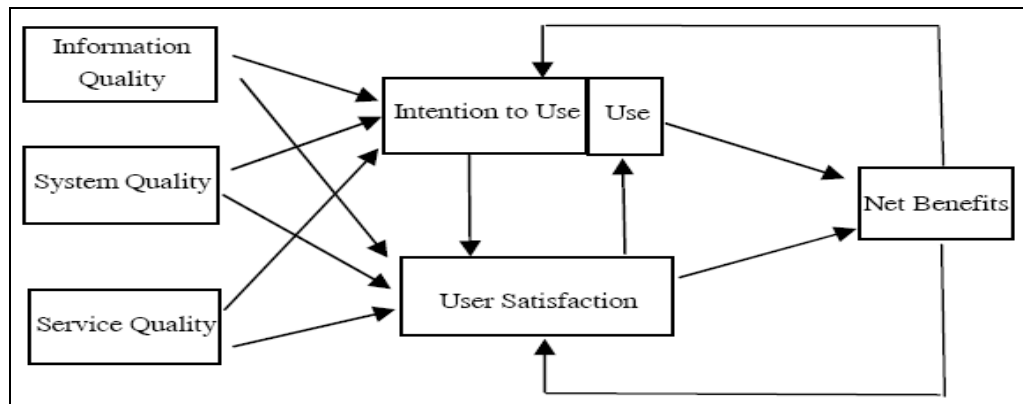 Information
Quality
Intention to Use
Use
System Quality
Net Benefits
User Satisfaction
Service Quality